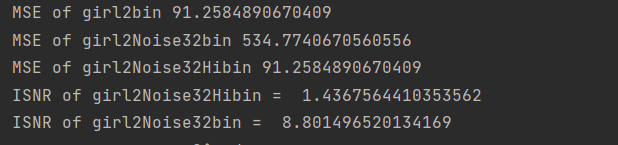 MSE of girl2bin 91.2584890670409
MSE of girl2Noise32bin 534.7740670560556
MSE of girl2Noise32Hibin 91.2584890670409
ISNR of girl2Noise32Hibin =  1.4367564410353562
ISNR of girl2Noise32bin =  8.801496520134169